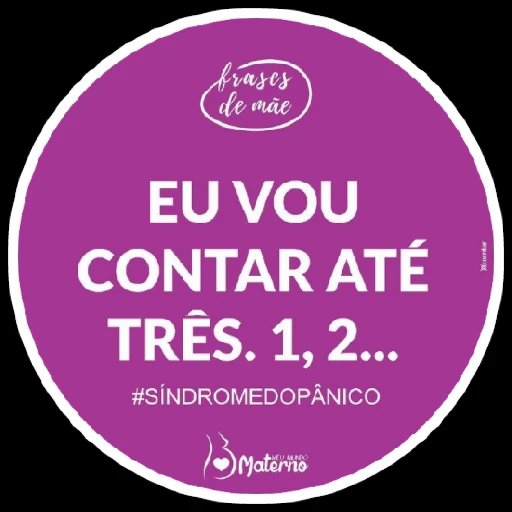 frases
de mãe
EU VOU
CONTAR ATÉ
TRÊS. 1, 2...
#SÍNDROMEDOPÂNICO
MEU MUNDO
Materno